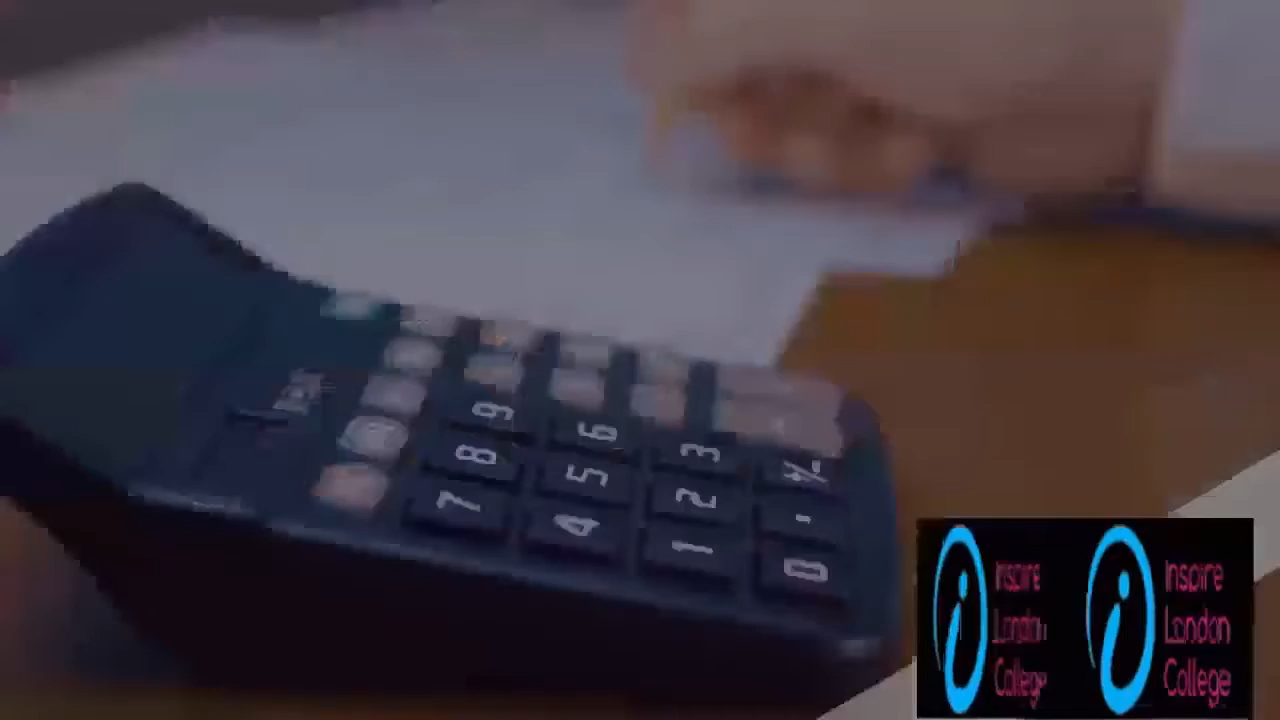 9 6 3 +/-
8 5 2 .
7 4 1 0
Inspire
London
College
Inspire
London
College